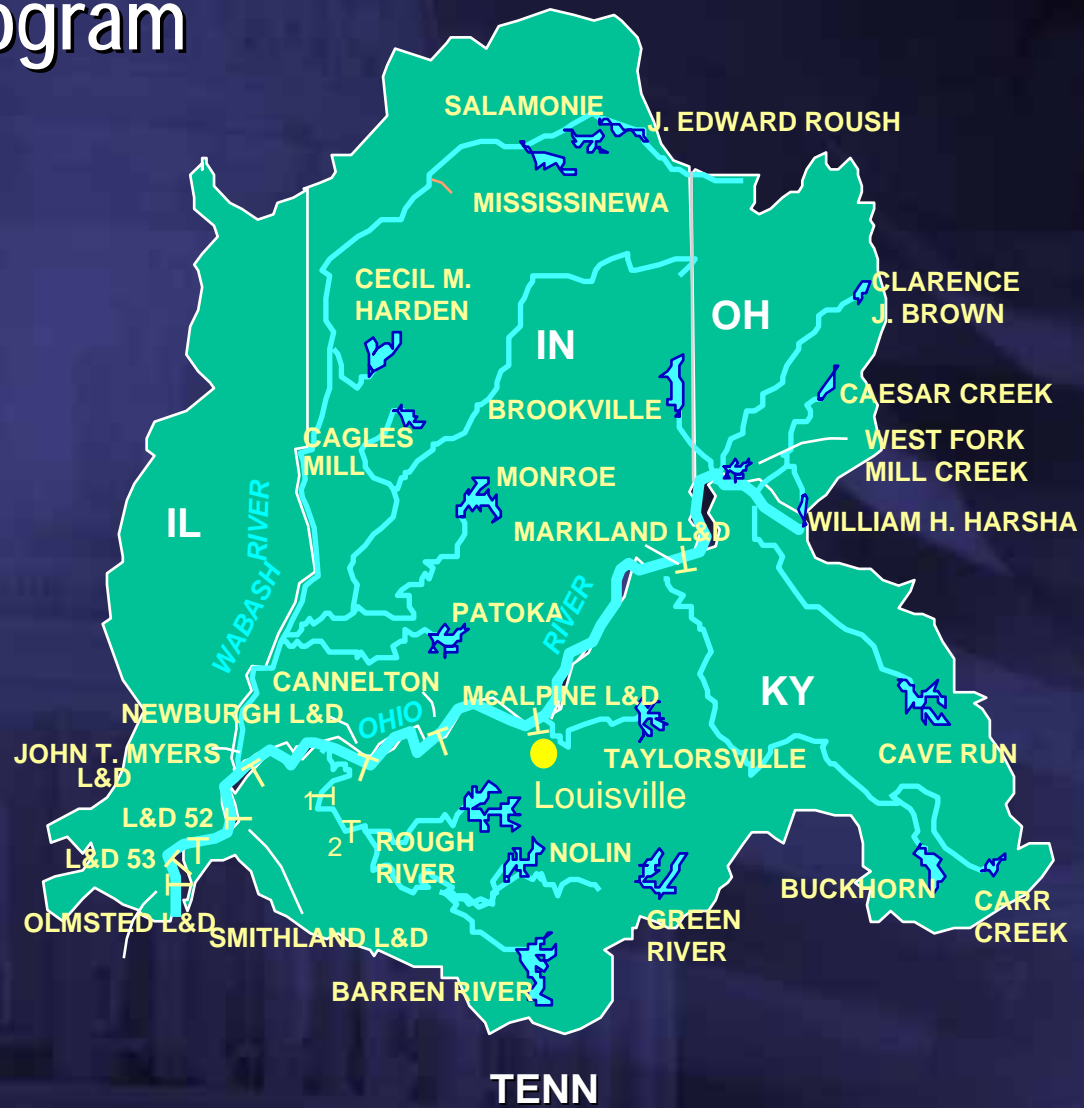 ogram
SALAMONIE
J. EDWARD ROUSH
MISSISSINEWA
CECIL M.
HARDEN
CLARENCE
J. BROWN
OH
IN
CAESAR CREEK
BROOKVILLE
CAGLES
MILL
WEST FORK
MILL CREEK
MONROE
IL
WABASH RIVER
MARKLAND L&D
WILLIAM H. HARSHA
PATOKA
RIVER
CANNELTON
McALPINE L&D
KY
NEWBURGH L&D
OHIO
JOHN T. MYERS
L&D
TAYLORSVILLE
CAVE RUN
Louisville
1
L&D 52
2
ROUGH
RIVER
NOLIN
L&D 53
BUCKHORN
CARR
CREEK
OLMSTED L&D
SMITHLAND L&D
GREEN
RIVER
BARREN RIVER
TENN